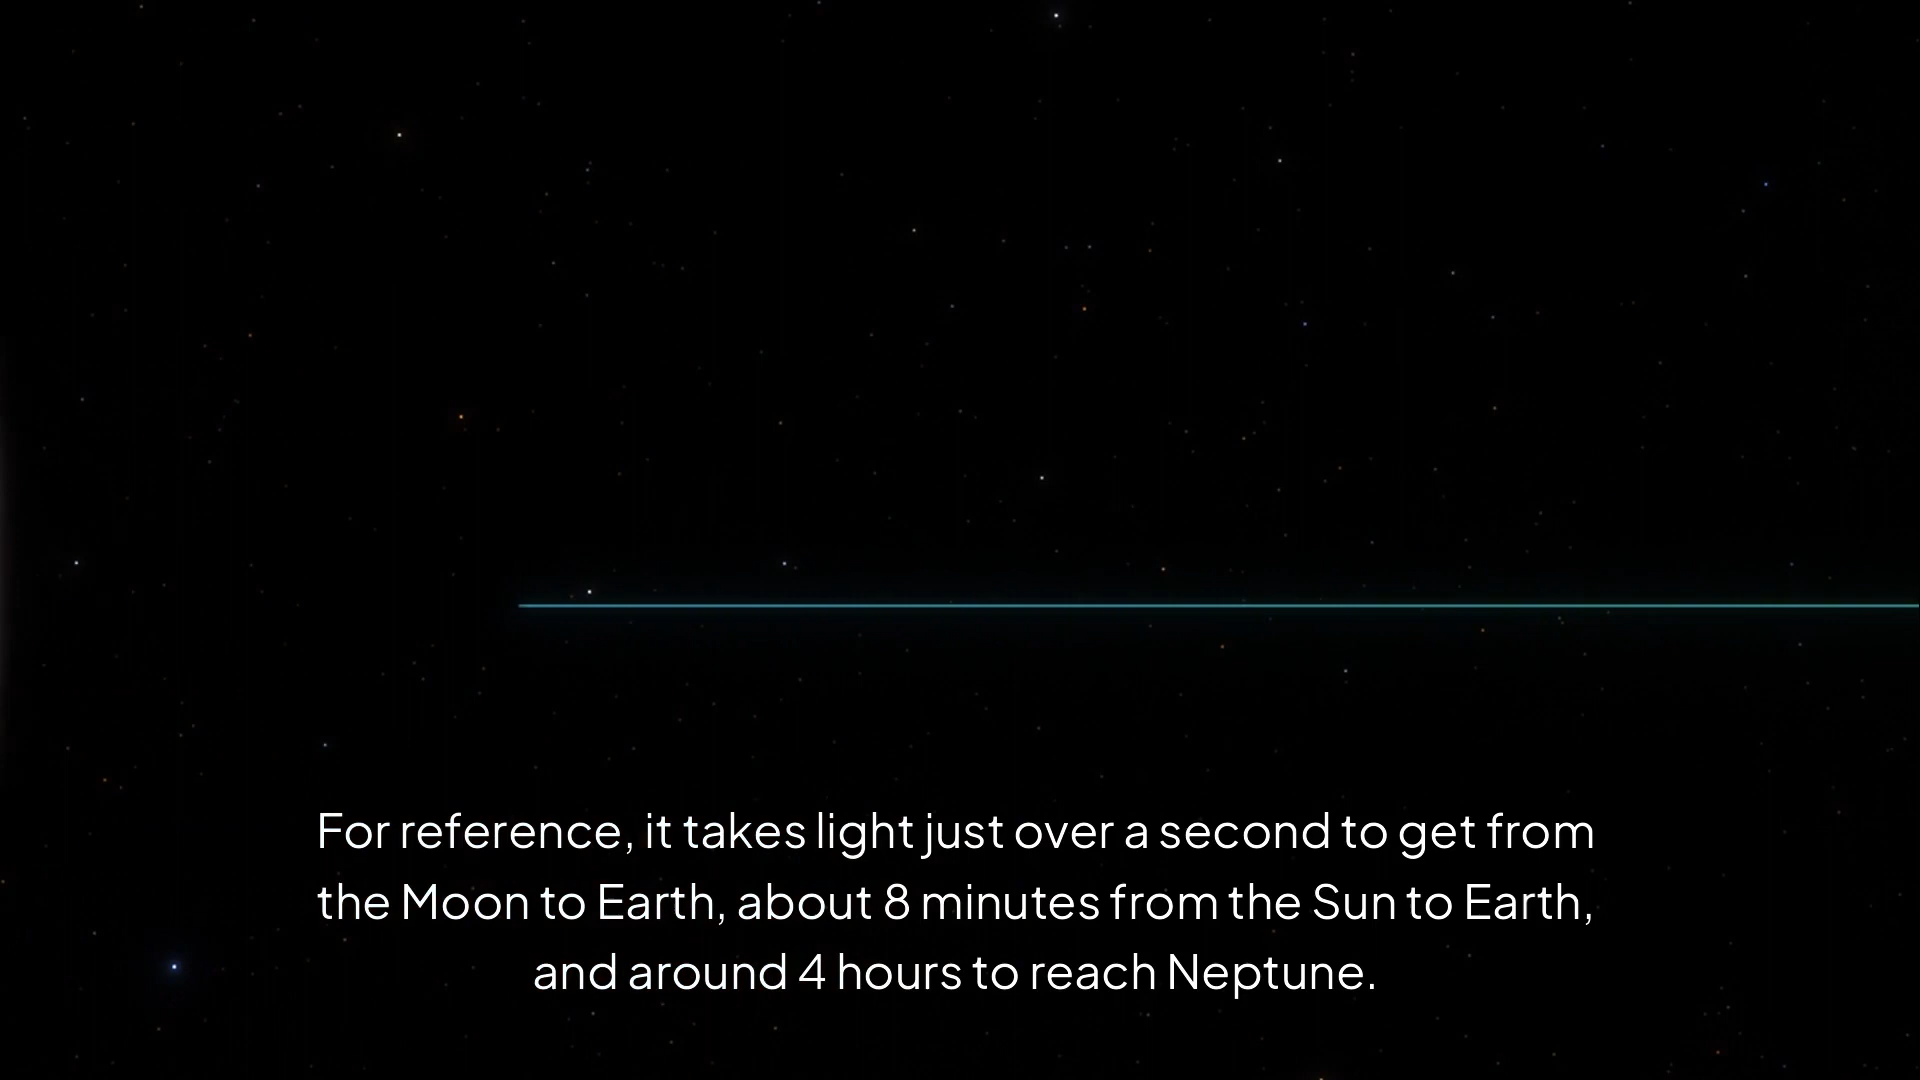 For reference, it takes light just over a second to get from
the Moon to Earth, about 8 minutes from the Sun to Earth,
and around 4 hours to reach Neptune.